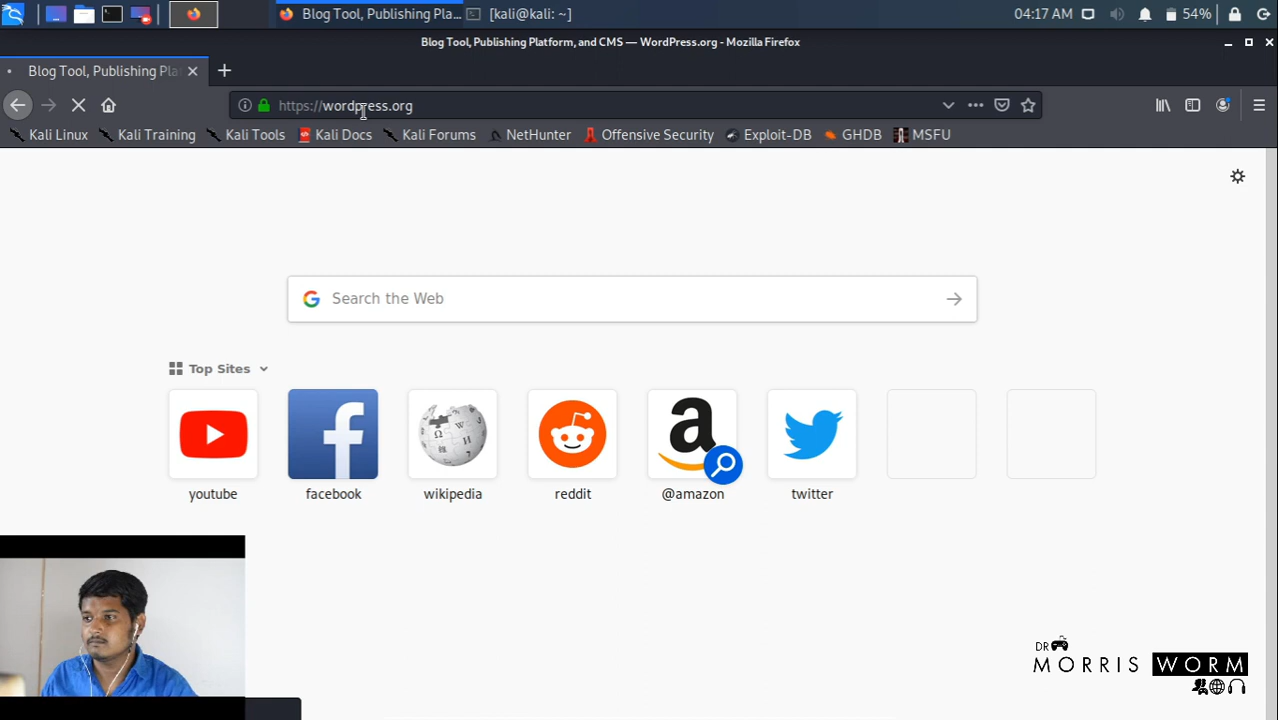 Blog Tool, Publishing Pla...
[kali@kali: ~]
04:17 AM
54%
Blog Tool, Publishing Platform, and CMS — WordPress.org - Mozilla Firefox
Blog Tool, Publishing Pla
https://wordpress.org
Kali Linux
Kali Training
Kali Tools
Kali Docs
Kali Forums
NetHunter
Offensive Security
Exploit-DB
GHDB
MSFU
Search the Web
Top Sites
youtube
facebook
wikipedia
reddit
@amazon
twitter
DR
MORRIS WORM